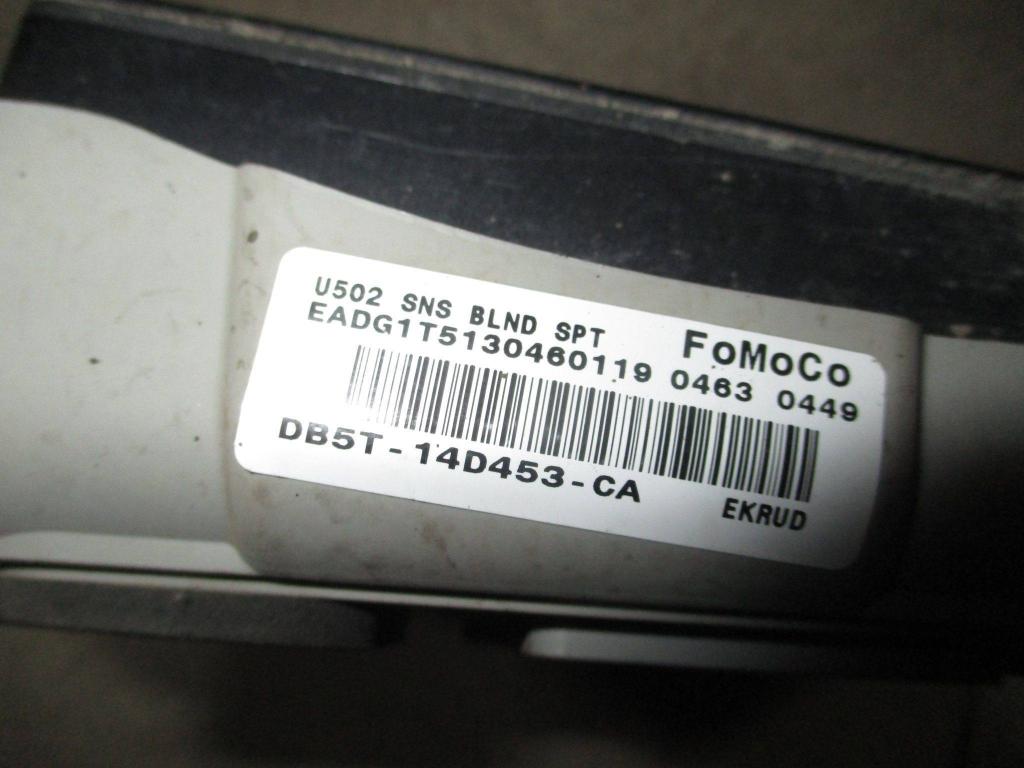 U502 SNS BLND SPT FoMoCo
EADG1T5130460119 0463 0449
DB5T-14D453-CA
EKRUD